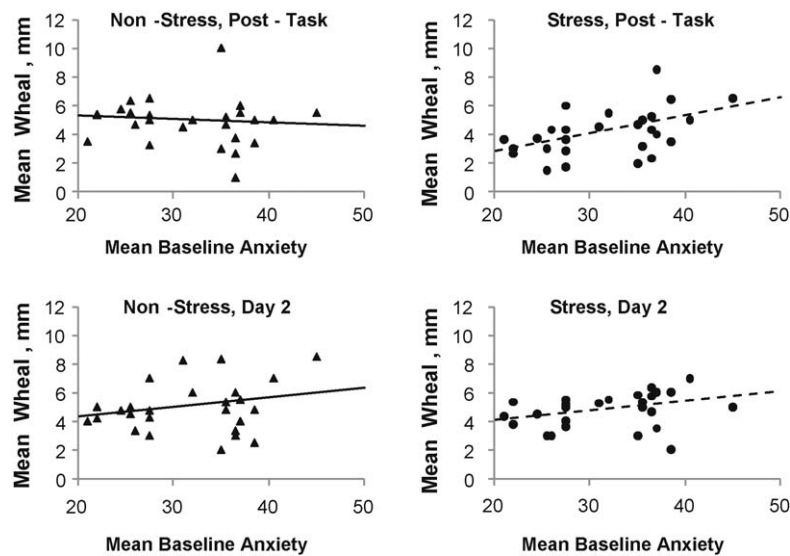 Non -Stress, Post - Task
Mean Wheal , mm
12
10
8
6
4
2
0
20 30 40 50
Mean Baseline Anxiety
Stress, Post - Task
Mean Wheal , mm
12
10
8
6
4
2
0
20 30 40 50
Mean Baseline Anxiety
Non -Stress, Day 2
Mean Wheal , mm
12
10
8
6
4
2
0
20 30 40 50
Mean Baseline Anxiety
Stress, Day 2
Mean Wheal , mm
12
10
8
6
4
2
0
20 30 40 50
Mean Baseline Anxiety